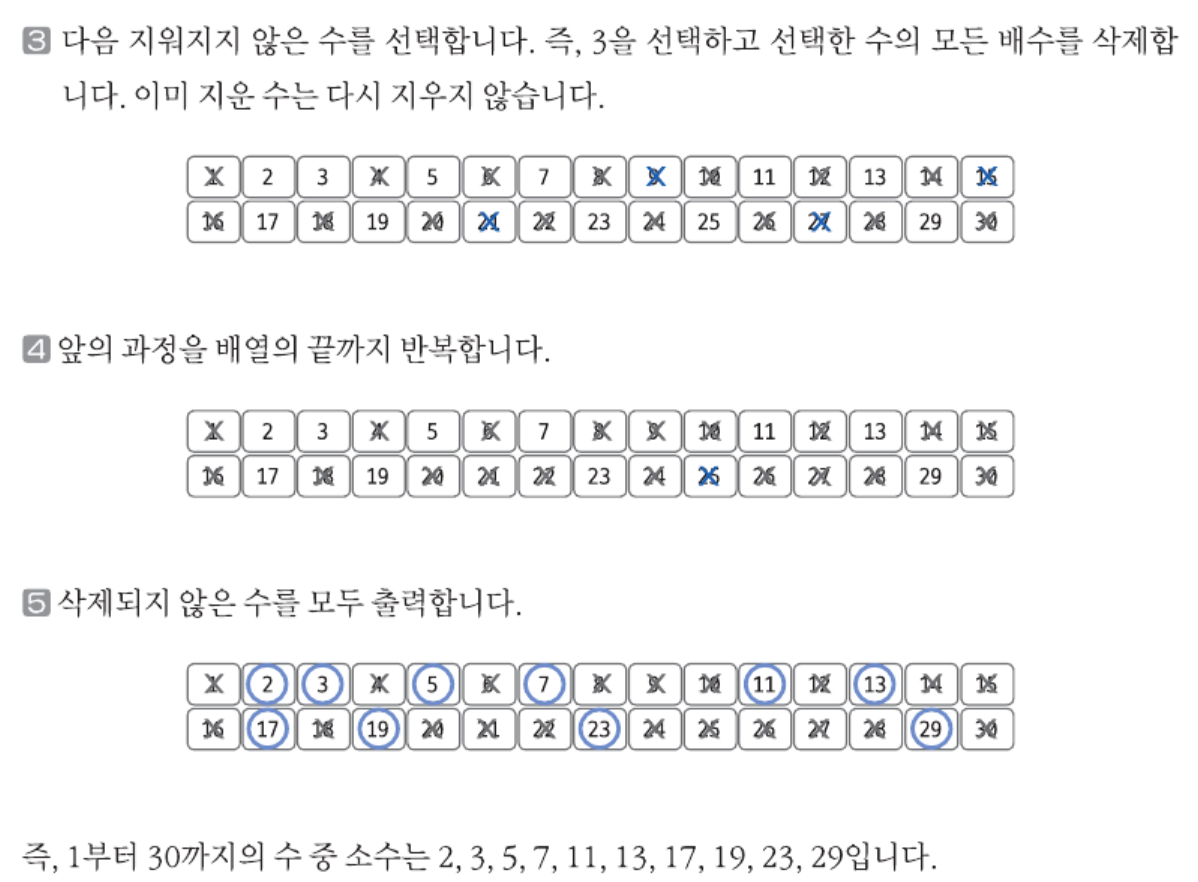 3 다음 지워지지 않은 수를 선택합니다. 즉, 3을 선택하고 선택한 수의 모든 배수를 삭제합
니다. 이미 지운 수는 다시 지우지 않습니다.
1 2 3 4 5 6 7 8 9 10 11 12 13 14 15
16 17 18 19 20 21 22 23 24 25 26 27 28 29 30
4 앞의 과정을 배열의 끝까지 반복합니다.
1 2 3 4 5 6 7 8 9 10 11 12 13 14 15
16 17 18 19 20 21 22 23 24 25 26 27 28 29 30
5 삭제되지 않은 수를 모두 출력합니다.
1 2 3 4 5 6 7 8 9 10 11 12 13 14 15
16 17 18 19 20 21 22 23 24 25 26 27 28 29 30
즉, 1부터 30까지의 수 중 소수는 2, 3, 5, 7, 11, 13, 17, 19, 23, 29입니다.